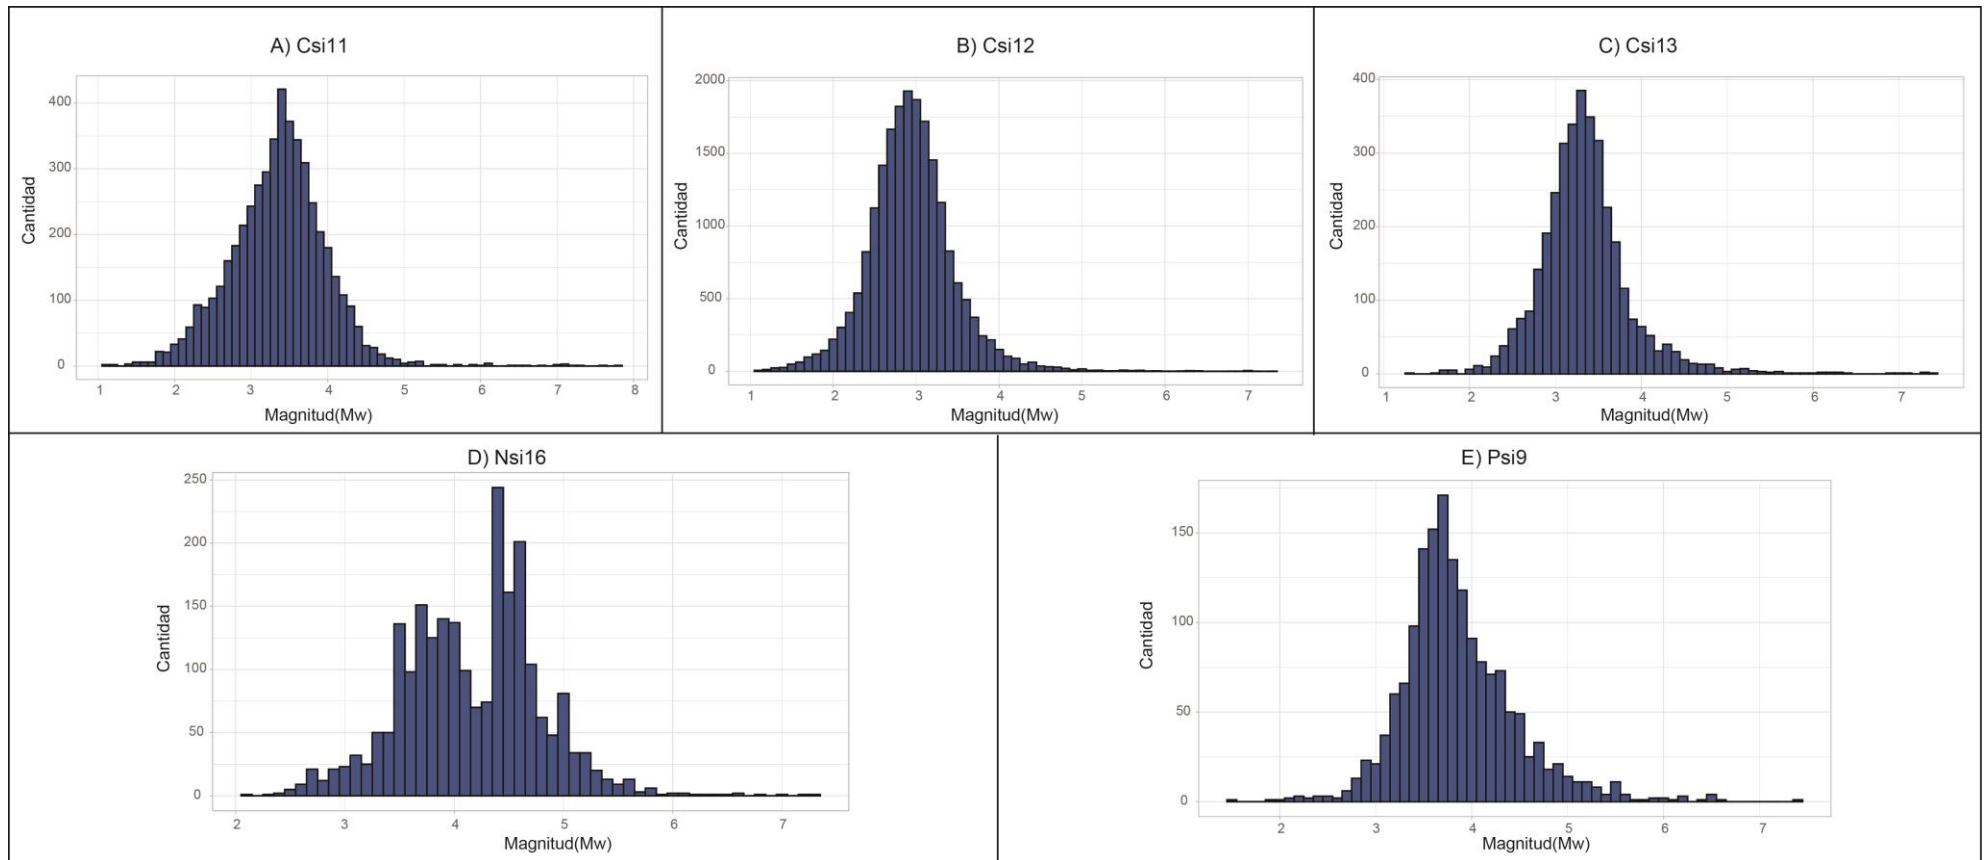 A) Csi11
400
300
200
100
0
Cantidad
1 2 3 4 5 6 7 8
Magnitud(Mw)
B) Csi12
2000
1500
1000
500
0
Cantidad
1 2 3 4 5 6 7
Magnitud(Mw)
C) Csi13
400
300
200
100
0
Cantidad
1 2 3 4 5 6 7
Magnitud(Mw)
D) Nsi16
250
200
150
100
50
0
Cantidad
2 3 4 5 6 7
Magnitud(Mw)
E) Psi9
150
100
50
0
Cantidad
2 3 4 5 6 7
Magnitud(Mw)